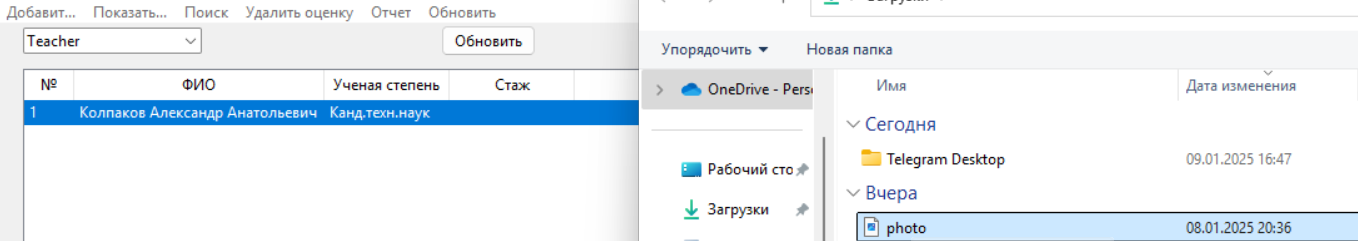 Добавит... Показать... Поиск Удалить оценку Отчет Обновить
Teacher Обновить
№ ФИО Ученая степень Стаж
1 Колпаков Александр Анатольевич Канд.техн.наук
Упорядочить Новая папка
OneDrive - Perso
Имя Дата изменения
Сегодня
Telegram Desktop 09.01.2025 16:47
Рабочий сто
Вчера
Загрузки
photo 08.01.2025 20:36